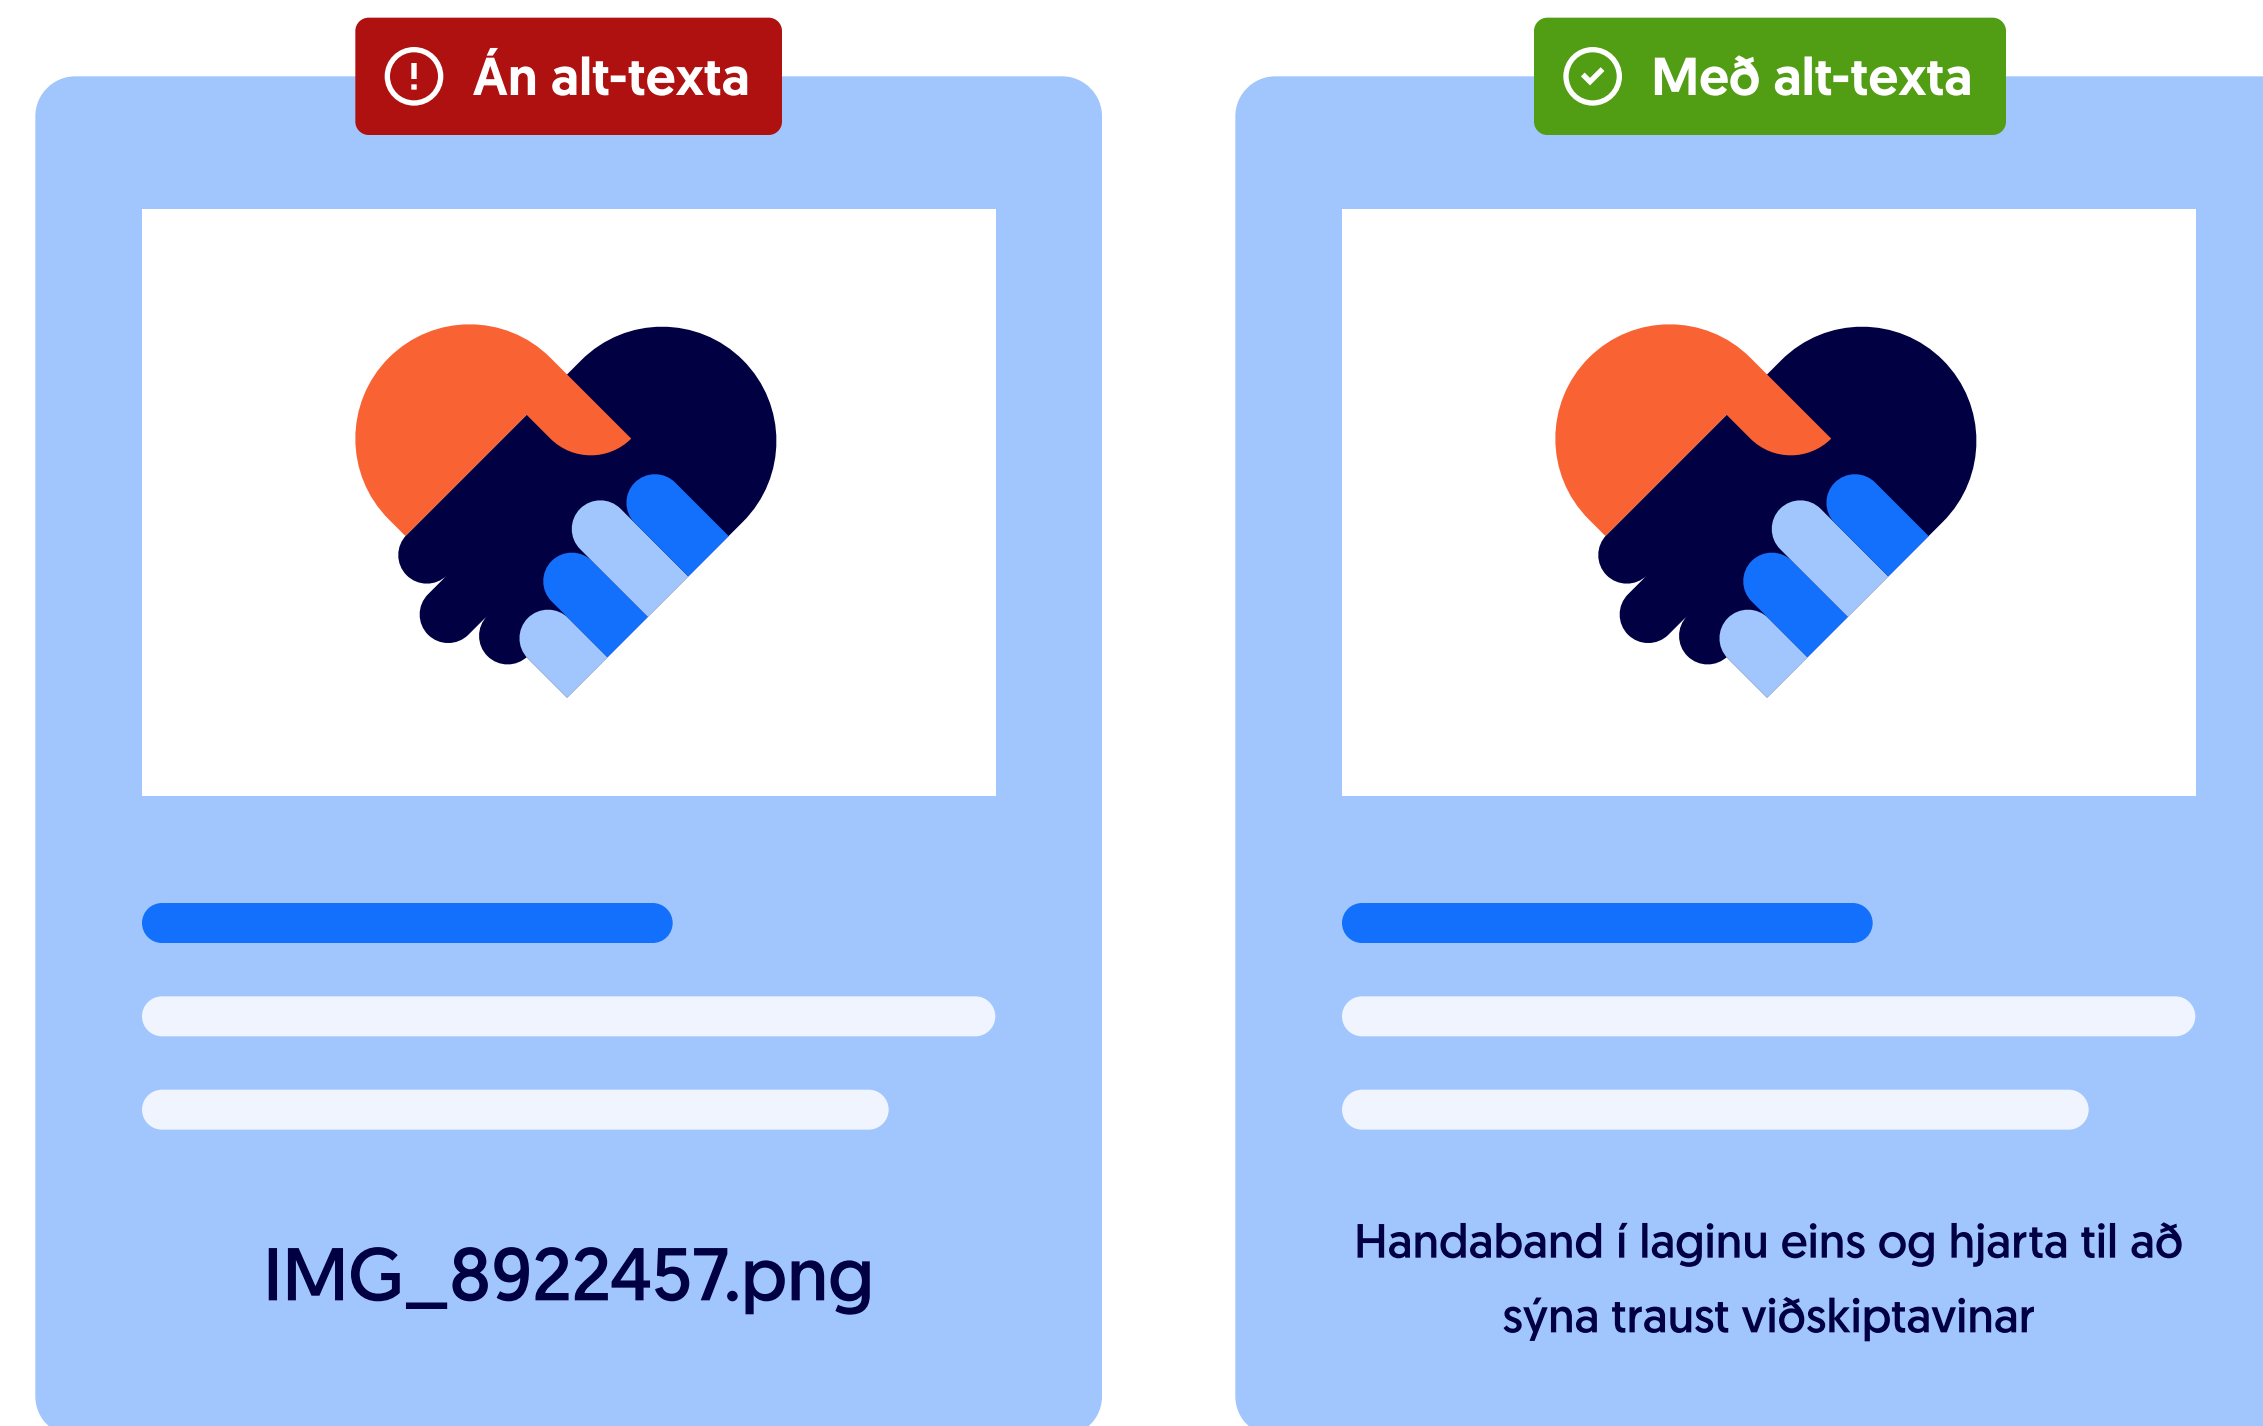 Án alt-texta
IMG_8922457.png
Með alt-texta
Handaband í laginu eins og hjarta til að
sýna traust viðskiptavinar